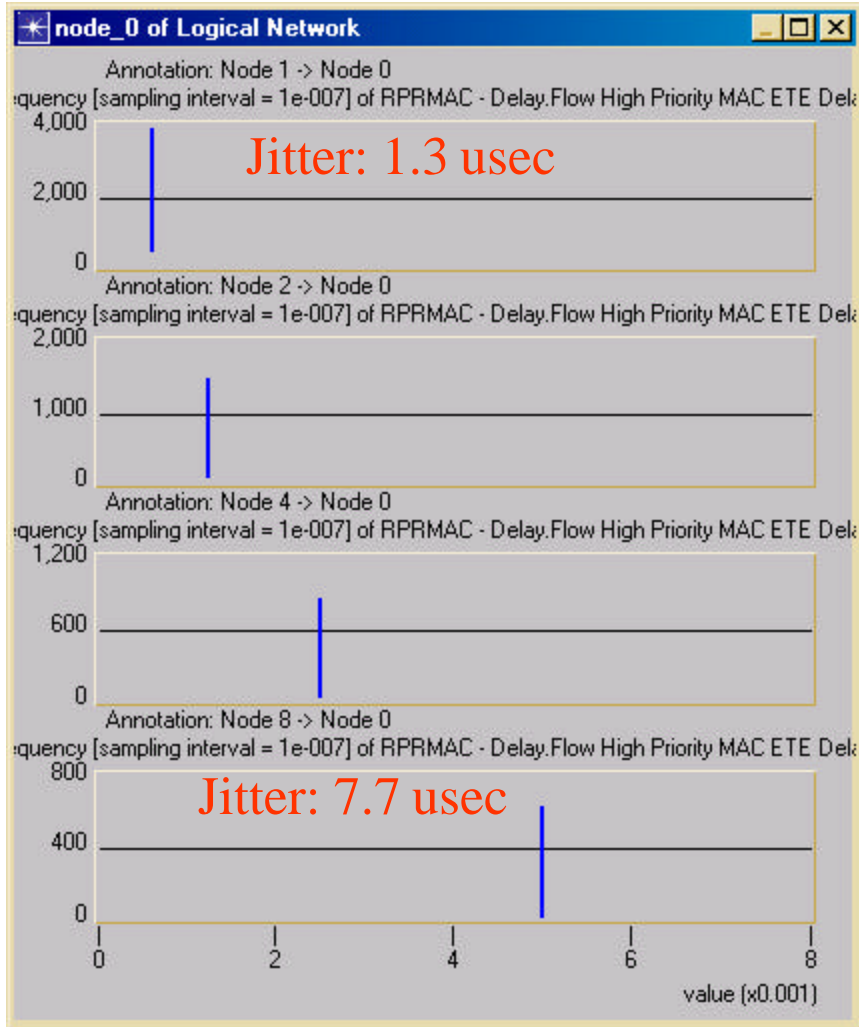 node_0 of Logical Network
Annotation: Node 1 -> Node 0
equency [sampling interval = 1e-007] of RPRMAC - Delay.Flow High Priority MAC ETE Dela
4,000
Jitter: 1.3 usec
2,000
0
Annotation: Node 2 -> Node 0
equency [sampling interval = 1e-007] of RPRMAC - Delay.Flow High Priority MAC ETE Dela
2,000
1,000
0
Annotation: Node 4 -> Node 0
equency [sampling interval = 1e-007] of RPRMAC - Delay.Flow High Priority MAC ETE Dela
1,200
600
0
Annotation: Node 8 -> Node 0
equency [sampling interval = 1e-007] of RPRMAC - Delay.Flow High Priority MAC ETE Dela
800
Jitter: 7.7 usec
400
0
0 2 4 6 8
value (x0.001)